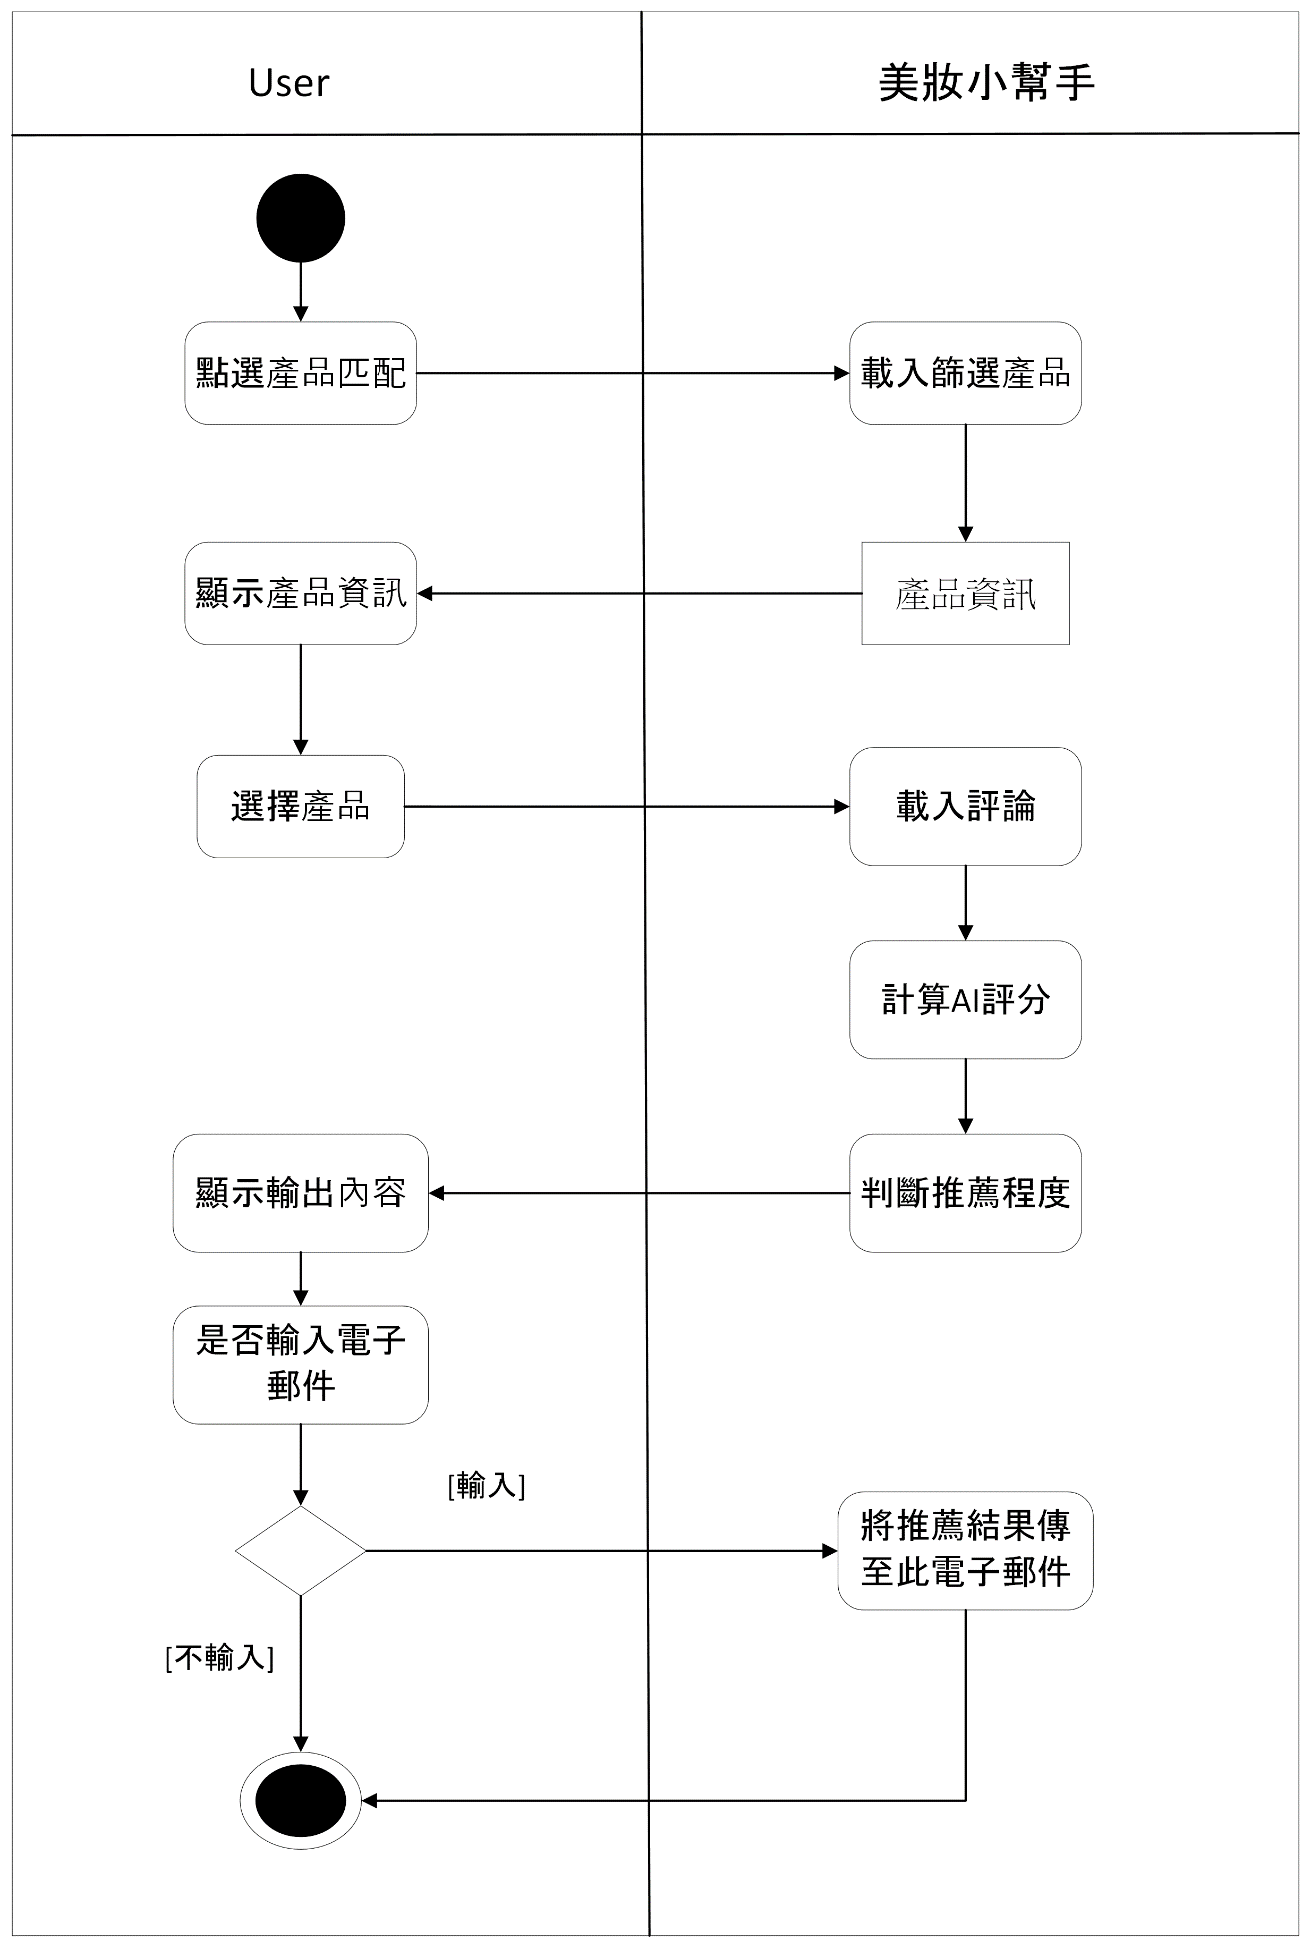 User
美妝小幫手
點選產品匹配
載入篩選產品
顯示產品資訊
產品資訊
選擇產品
載入評論
計算AI評分
顯示輸出內容
判斷推薦程度
是否輸入電子
郵件
[輸入]
將推薦結果傳
至此電子郵件
[不輸入]